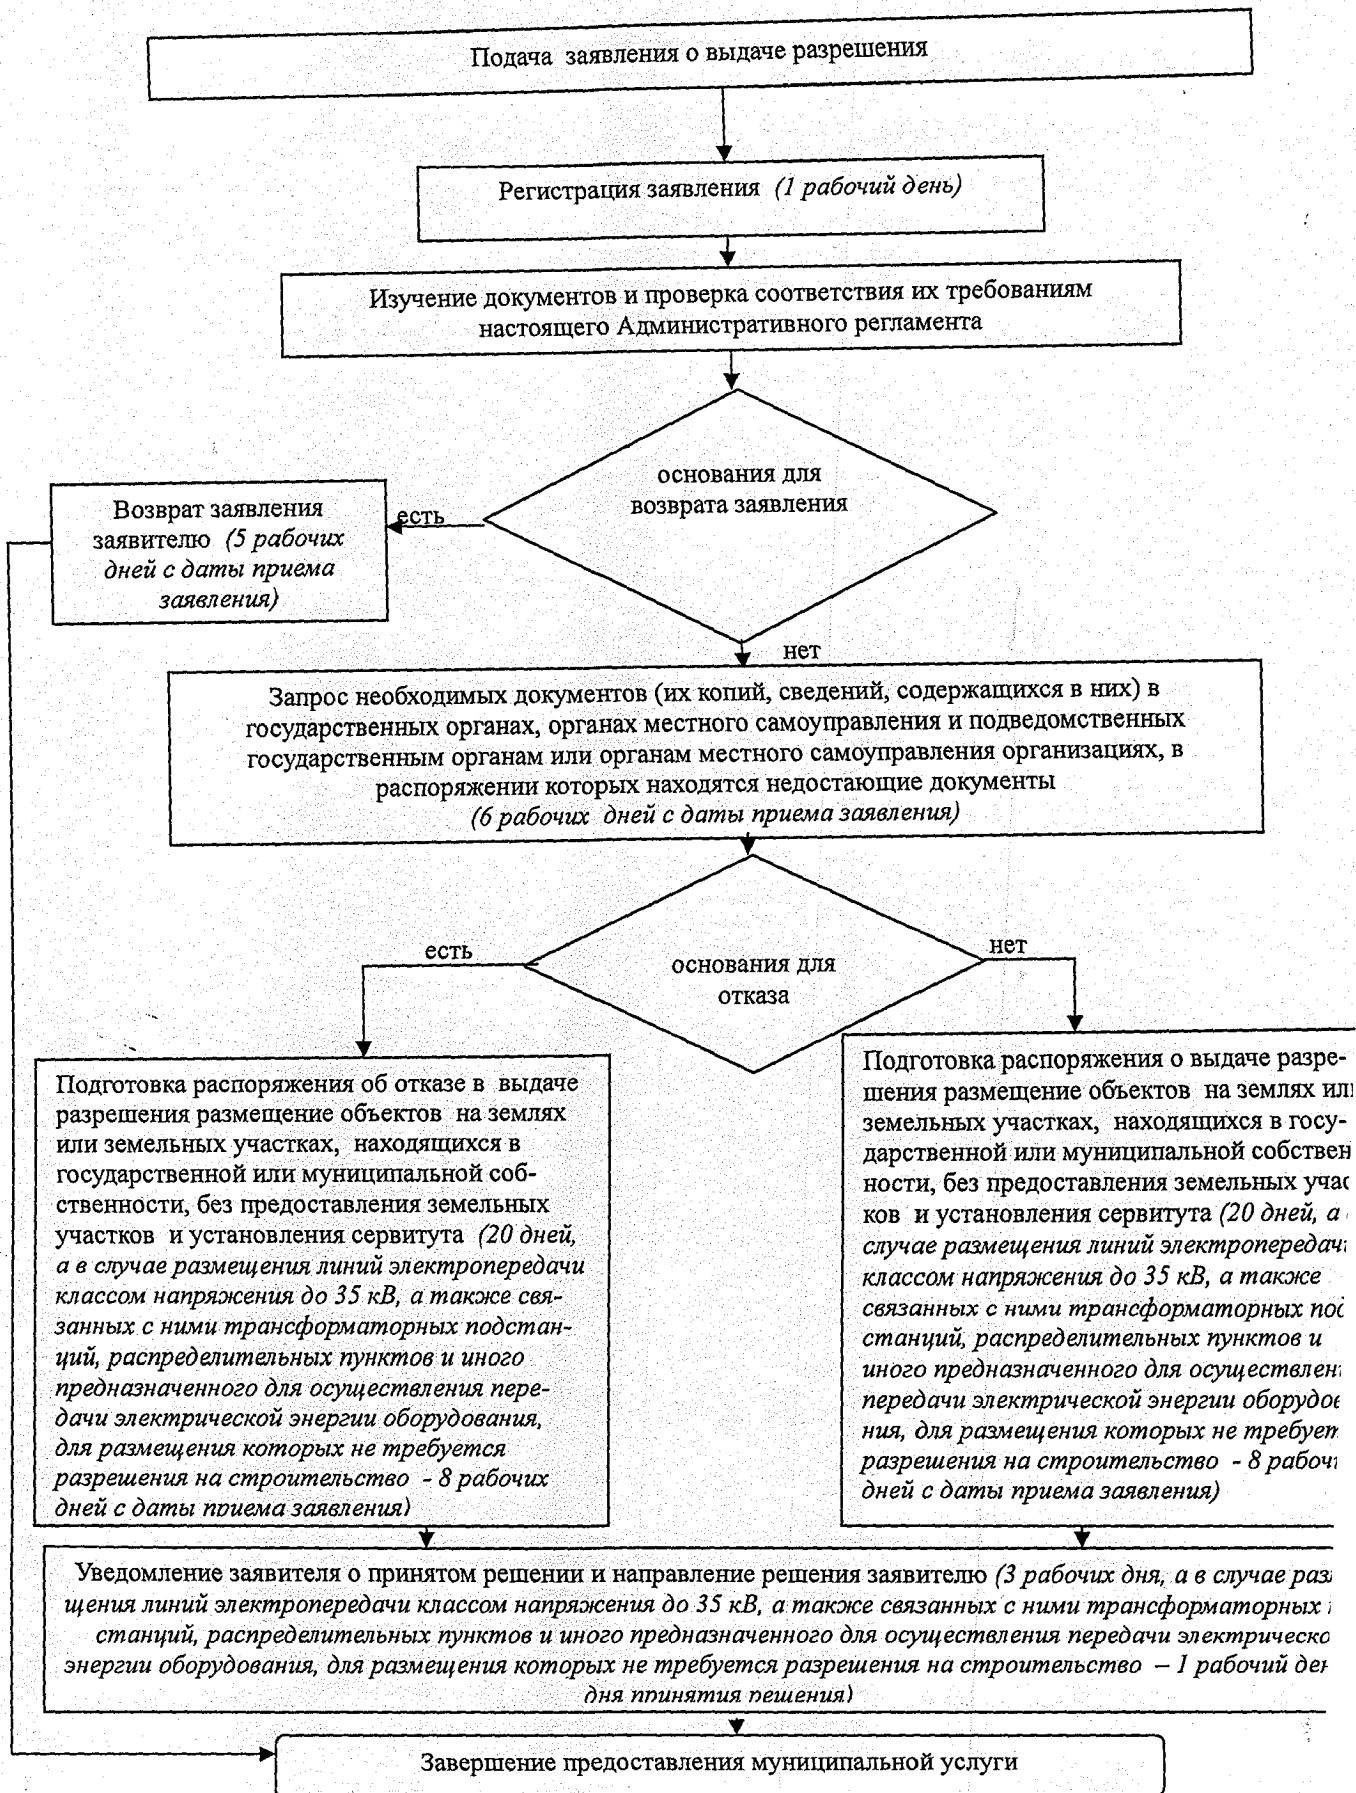 Подача заявления о выдаче разрешения
Регистрация заявления (1 рабочий день)
Изучение документов и проверка соответствия их требованиям
настоящего Административного регламента
основания для
возврата заявления
есть
Возврат заявления
заявителю (5 рабочих
дней с даты приема
заявления)
нет
Запрос необходимых документов (их копий, сведений, содержащихся в них) в
государственных органах, органах местного самоуправления и подведомственных
государственным органам или органам местного самоуправления организациях, в
распоряжении которых находятся недостающие документы
(6 рабочих дней с даты приема заявления)
есть
нет
основания для
отказа
Подготовка распоряжения об отказе в выдаче
разрешения размещение объектов на землях
или земельных участках, находящихся в
государственной или муниципальной соб-
ственности, без предоставления земельных
участков и установления сервитута (20 дней,
а в случае размещения линий электропередачи
классом напряжения до 35 кВ, а также свя-
занных с ними трансформаторных подстан-
ций, распределительных пунктов и иного
предназначенного для осуществления пере-
дачи электрической энергии оборудования,
для размещения которых не требуется
разрешения на строительство - 8 рабочих
дней с даты приема заявления)
Подготовка распоряжения о выдаче разре-
шения размещение объектов на землях или
земельных участках, находящихся в госу-
дарственной или муниципальной собствен
ности, без предоставления земельных учас
ков и установления сервитута (20 дней, а
случае размещения линий электропередачи
классом напряжения до 35 кВ, а также
связанных с ними трансформаторных под
станций, распределительных пунктов и
иного предназначенного для осуществлен
передачи электрической энергии оборудов
ния, для размещения которых не требует
разрешения на строительство - 8 рабочи
дней с даты приема заявления)
Уведомление заявителя о принятом решении и направление решения заявителю (3 рабочих дня, а в случае раз
щения линий электропередачи классом напряжения до 35 кВ, а также связанных с ними трансформаторных
станций, распределительных пунктов и иного предназначенного для осуществления передачи электрическо
энергии оборудования, для размещения которых не требуется разрешения на строительство – 1 рабочий ден
дня принятия решения)
Завершение предоставления муниципальной услуги